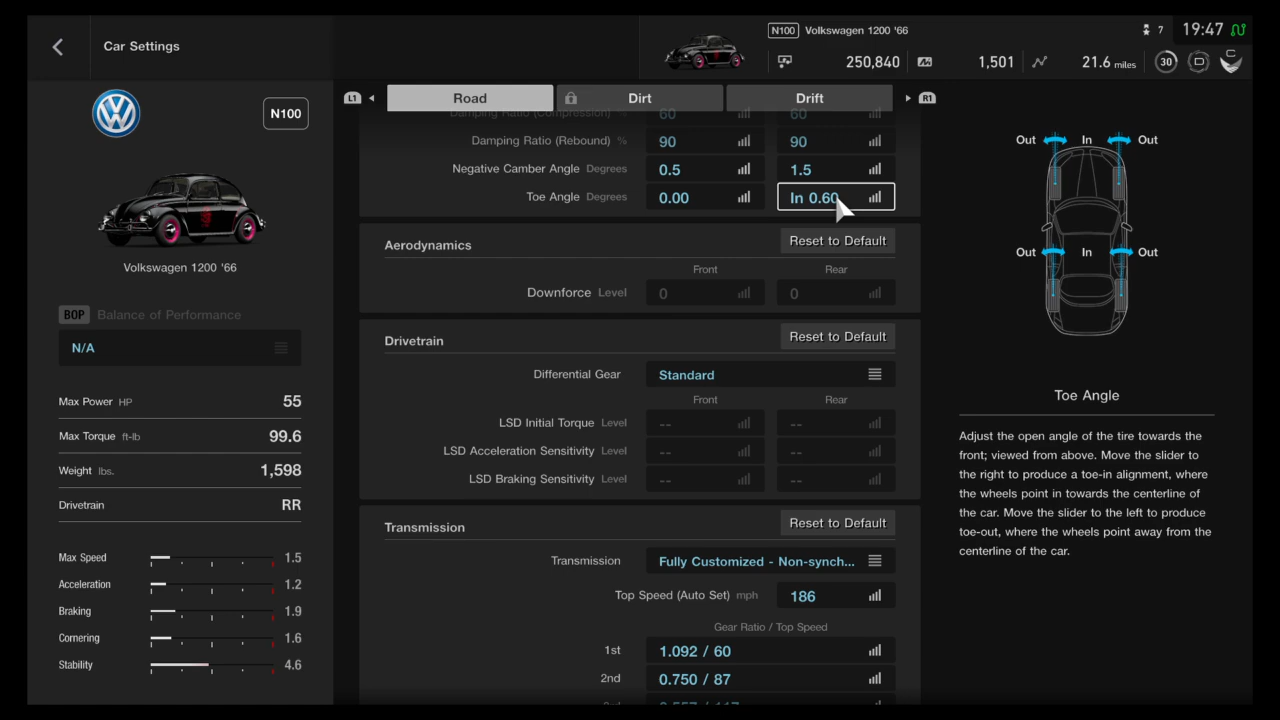 Car Settings
N100 Volkswagen 1200 '66
7 19:47
250,840 1,501 21.6 miles 30
N100
Volkswagen 1200 '66
BOP Balance of Performance
N/A
Max Power HP 55
Max Torque ft-lb 99.6
Weight lbs. 1,598
Drivetrain RR
Max Speed 1.5
Acceleration 1.2
Braking 1.9
Cornering 1.6
Stability 4.6
L1 Road Dirt Drift R1
Damping Ratio (Compression) % 60 60
Damping Ratio (Rebound) % 90 90
Negative Camber Angle Degrees 0.5 1.5
Toe Angle Degrees 0.00 In 0.60
Aerodynamics Reset to Default
Front Rear
Downforce Level 0 0
Drivetrain Reset to Default
Differential Gear Standard
Front Rear
LSD Initial Torque Level -- --
LSD Acceleration Sensitivity Level -- --
LSD Braking Sensitivity Level -- --
Transmission Reset to Default
Transmission Fully Customized - Non-synch...
Top Speed (Auto Set) mph 186
Gear Ratio / Top Speed
1st 1.092 / 60
2nd 0.750 / 87
Out In Out
Out In Out
Toe Angle
Adjust the open angle of the tire towards the
front; viewed from above. Move the slider to
the right to produce a toe-in alignment, where
the wheels point in towards the centerline of
the car. Move the slider to the left to produce
toe-out, where the wheels point away from the
centerline of the car.